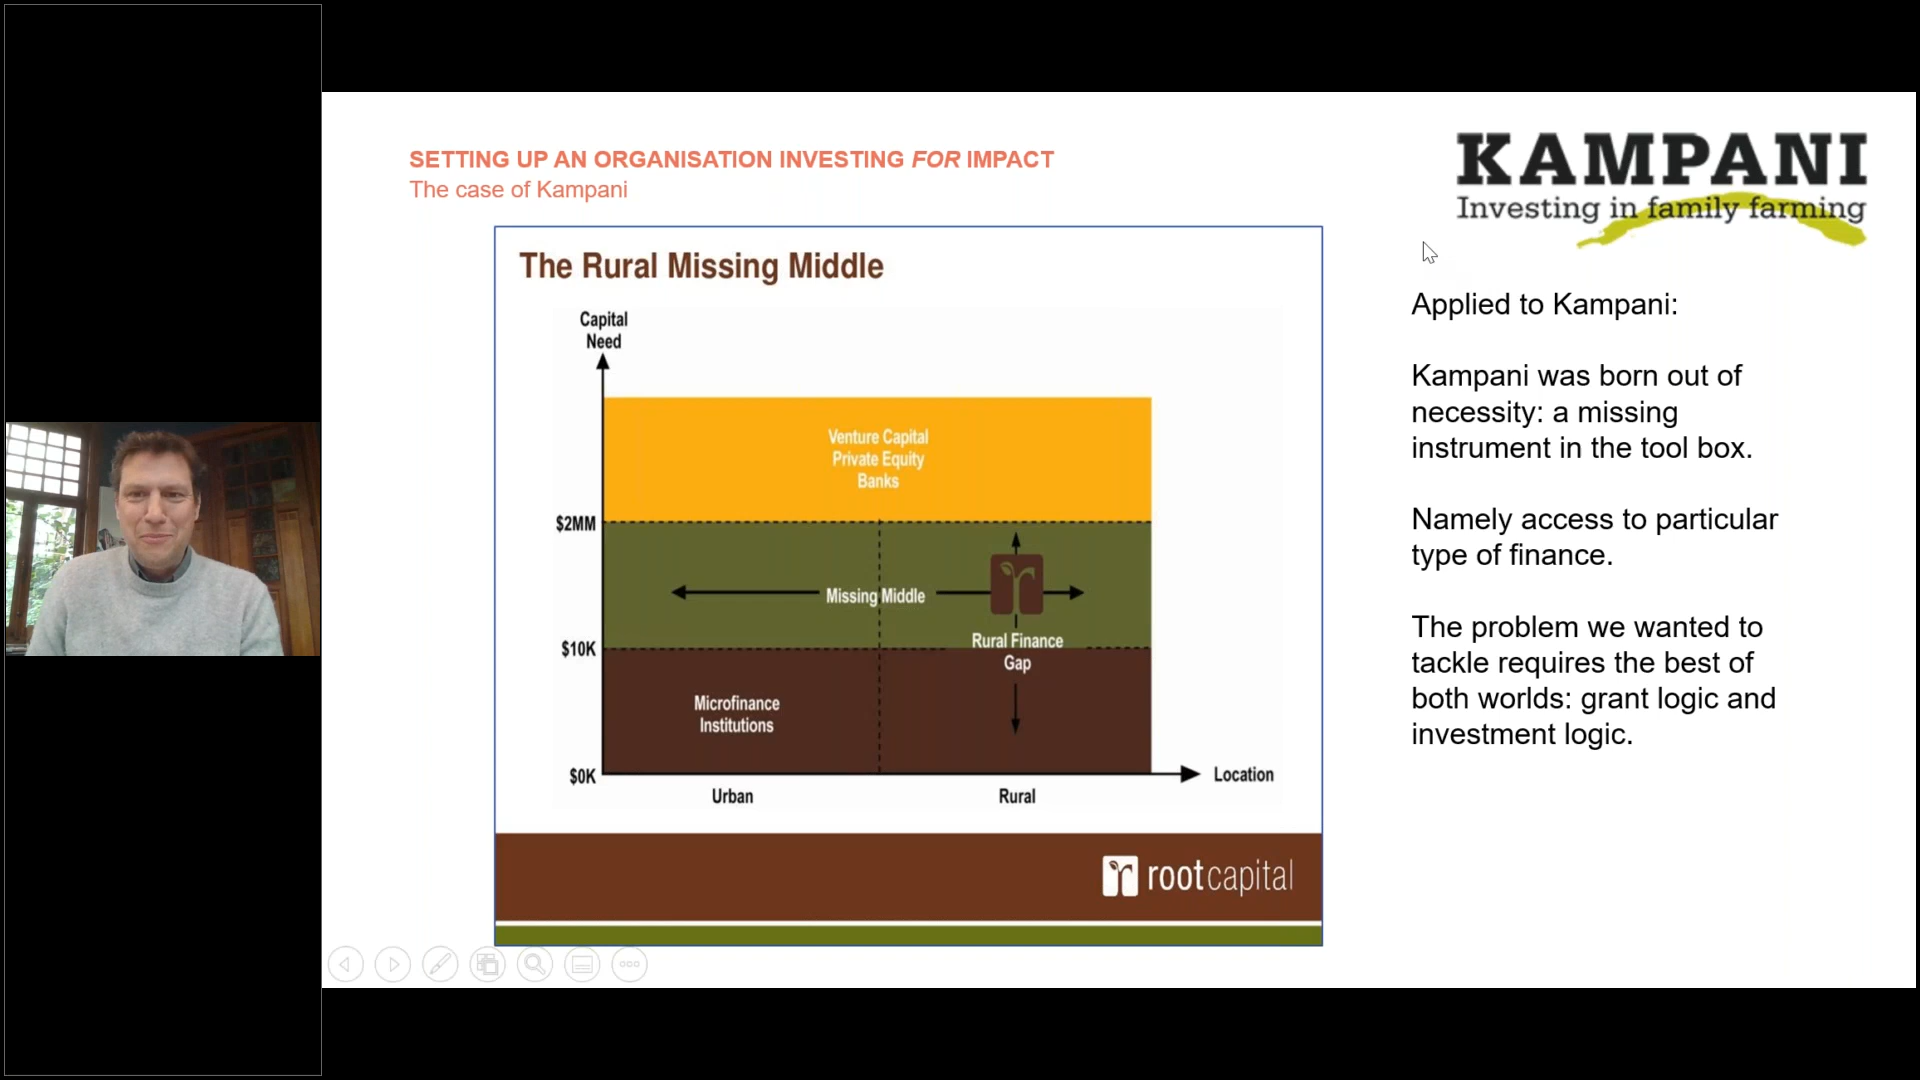 SETTING UP AN ORGANISATION INVESTING FOR IMPACT
The case of Kampani
KAMPANI
Investing in family farming
The Rural Missing Middle
Capital
Need
Venture Capital
Private Equity
Banks
$2MM
Missing Middle
$10K
Rural Finance
Gap
Microfinance
Institutions
$0K
Location
Urban
Rural
rootcapital
Applied to Kampani:
Kampani was born out of
necessity: a missing
instrument in the tool box.
Namely access to particular
type of finance.
The problem we wanted to
tackle requires the best of
both worlds: grant logic and
investment logic.